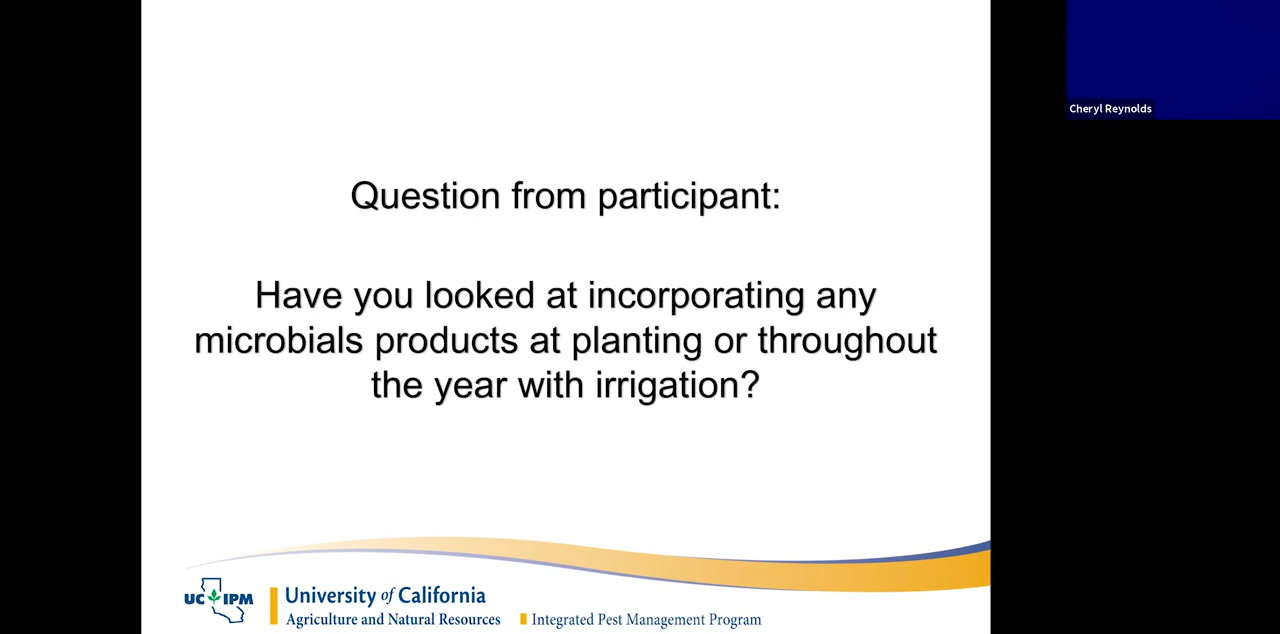 Cheryl Reynolds
Question from participant:
Have you looked at incorporating any
microbials products at planting or throughout
the year with irrigation?
UC IPM
University of California
Agriculture and Natural Resources
Integrated Pest Management Program